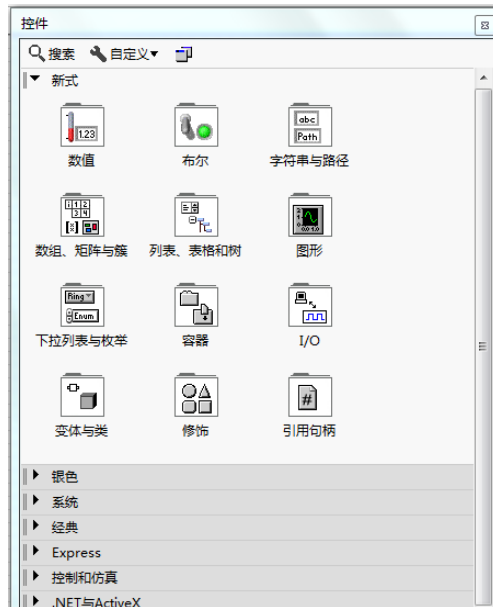 控件
搜索 自定义
新式
1.23
abc
Path
数值 布尔 字符串与路径
1 2
3 4
数组、矩阵与簇 列表、表格和树 图形
Ring
Enum
下拉列表与枚举 容器 I/O
#
变体与类 修饰 引用句柄
银色
系统
经典
Express
控制和仿真
.NET与ActiveX